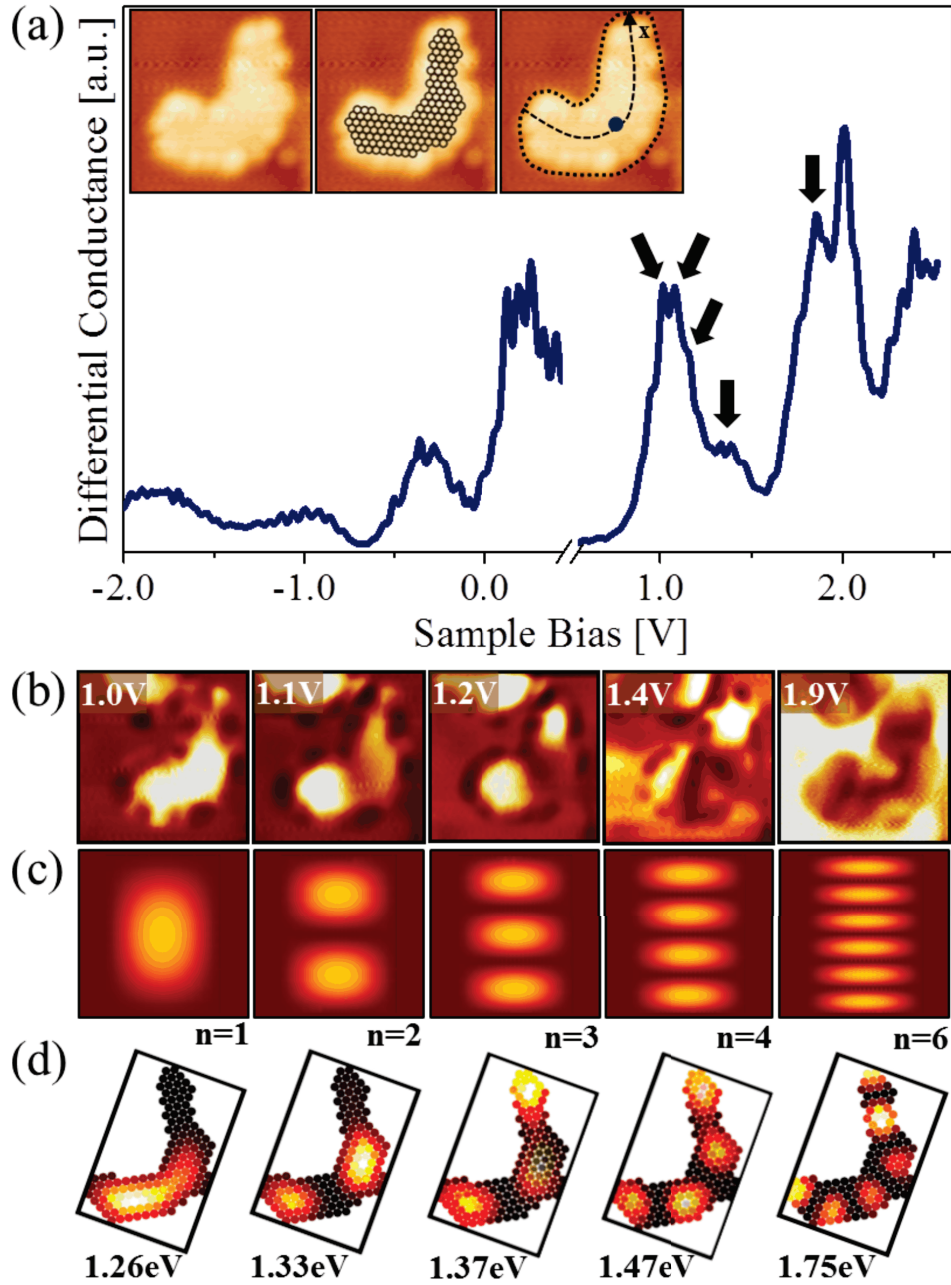 (a)
Differential Conductance [a.u.]
x
-2.0 -1.0 0.0 1.0 2.0
Sample Bias [V]
(b)
1.0V 1.1V 1.2V 1.4V 1.9V
(c)
n=1 n=2 n=3 n=4 n=6
(d)
1.26eV 1.33eV 1.37eV 1.47eV 1.75eV